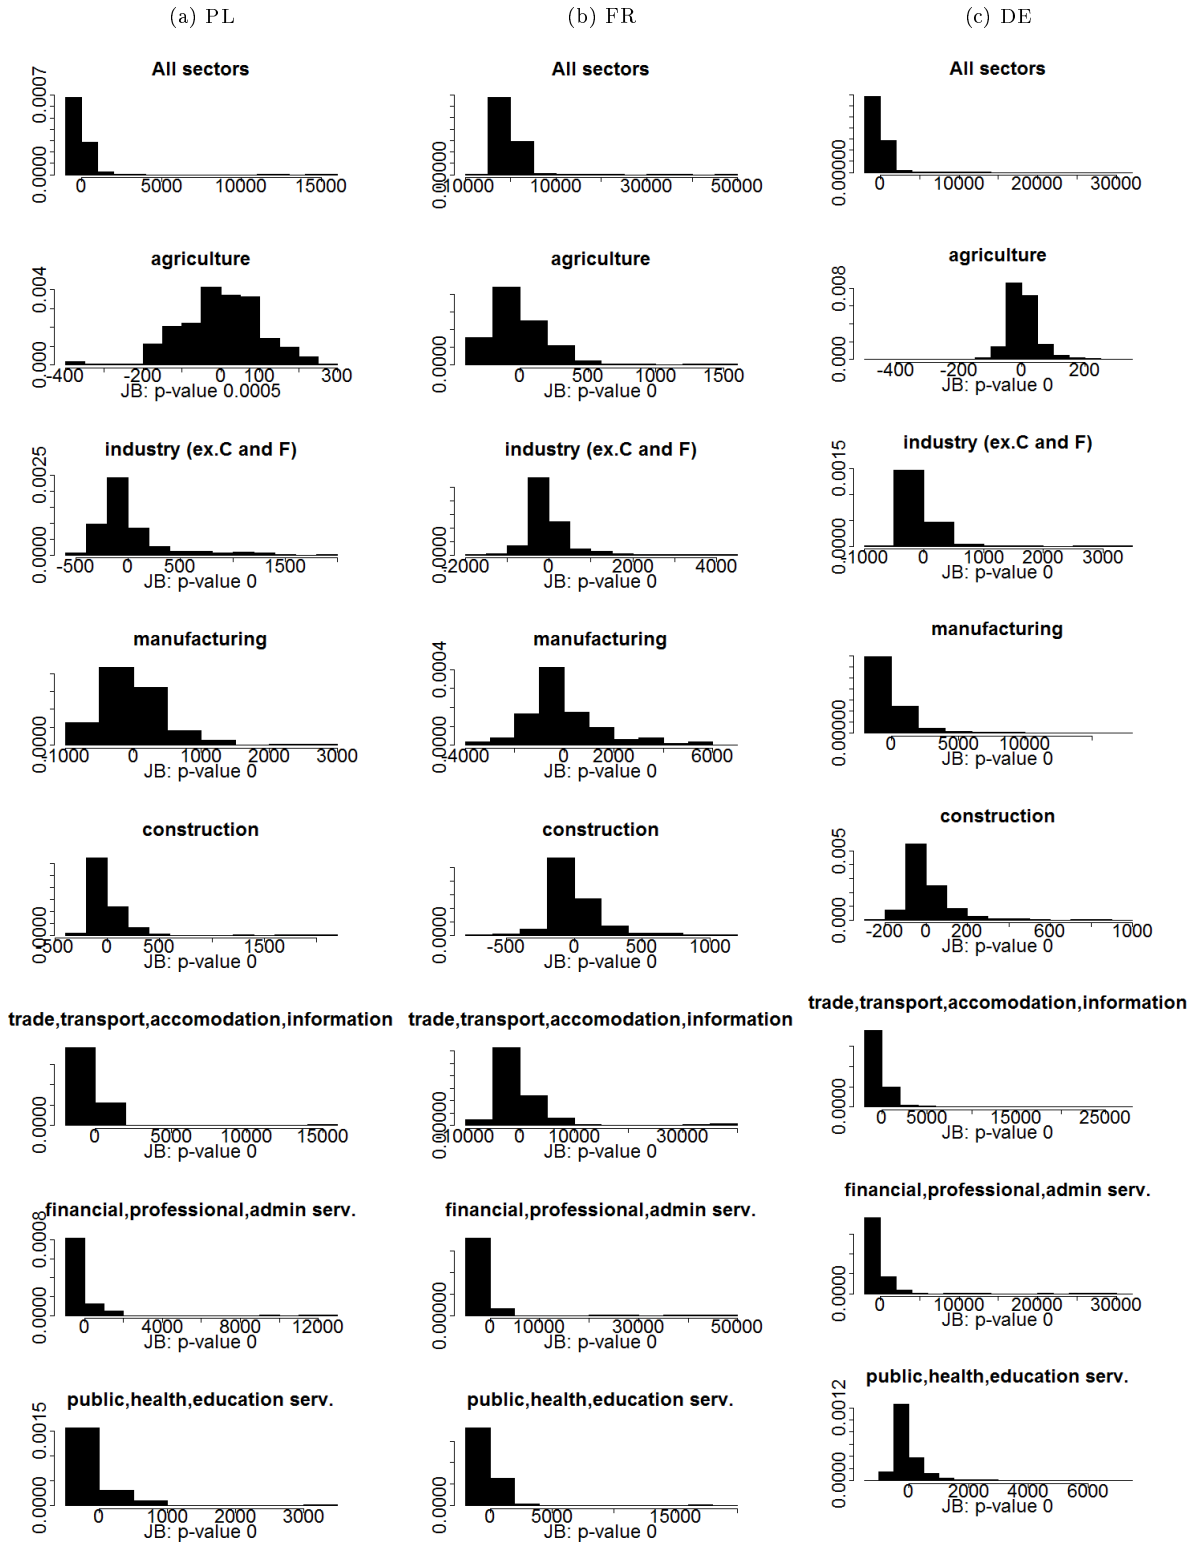 (a) PL
(b) FR
(c) DE
All sectors
All sectors
All sectors
0.0000 0.0007
0 5000 10000 15000
0.00000
-10000 10000 30000 50000
0.00000
0 10000 20000 30000
agriculture
agriculture
agriculture
0.000 0.004
-400 -200 0 100 300
JB: p-value 0.0005
0.0000
0 500 1000 1500
JB: p-value 0
0.000 0.008
-400 -200 0 200
JB: p-value 0
industry (ex.C and F)
industry (ex.C and F)
industry (ex.C and F)
0.0000 0.0025
-500 0 500 1500
JB: p-value 0
0.0000
-2000 0 2000 4000
JB: p-value 0
0.0000 0.0015
-1000 0 1000 3000
JB: p-value 0
manufacturing
manufacturing
manufacturing
0.0000
-1000 0 1000 2000 3000
JB: p-value 0
0.0000 0.0004
-4000 0 2000 6000
JB: p-value 0
0.00000
0 5000 10000
JB: p-value 0
construction
construction
construction
0.0000
-500 0 500 1500
JB: p-value 0
0.0000
-500 0 500 1000
JB: p-value 0
0.000 0.005
-200 0 200 600 1000
JB: p-value 0
trade,transport,accomodation,information
trade,transport,accomodation,information
trade,transport,accomodation,information
0.0000
0 5000 10000 15000
JB: p-value 0
0.00000
-10000 0 10000 30000
JB: p-value 0
0.0000
0 5000 15000 25000
JB: p-value 0
financial,professional,admin serv.
financial,professional,admin serv.
financial,professional,admin serv.
0.0000 0.0008
0 4000 8000 12000
JB: p-value 0
0.00000
0 10000 30000 50000
JB: p-value 0
0.0000
0 10000 20000 30000
JB: p-value 0
public,health,education serv.
public,health,education serv.
public,health,education serv.
0.0000 0.0015
0 1000 2000 3000
JB: p-value 0
0.0000
0 5000 15000
JB: p-value 0
0.0000 0.0012
0 2000 4000 6000
JB: p-value 0